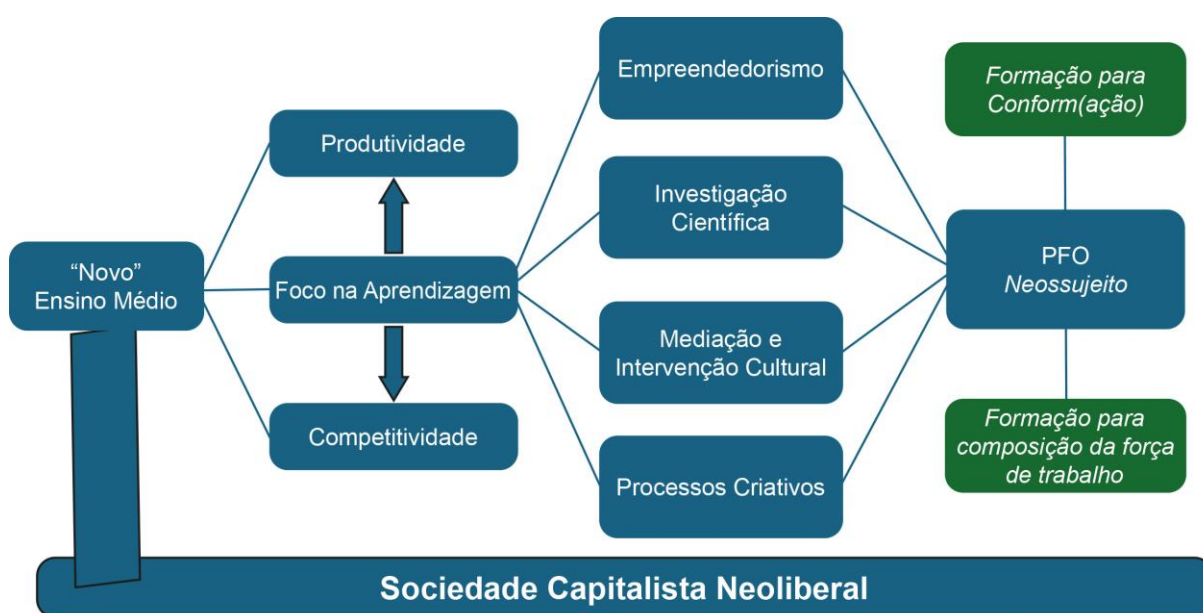 “Novo”
Ensino Médio
Produtividade
Foco na Aprendizagem
Competitividade
Empreendedorismo
Investigação
Científica
Mediação e
Intervenção Cultural
Processos Criativos
Formação para
Conform(ação)
PFO
Neossujeito
Formação para
composição da força
de trabalho
Sociedade Capitalista Neoliberal